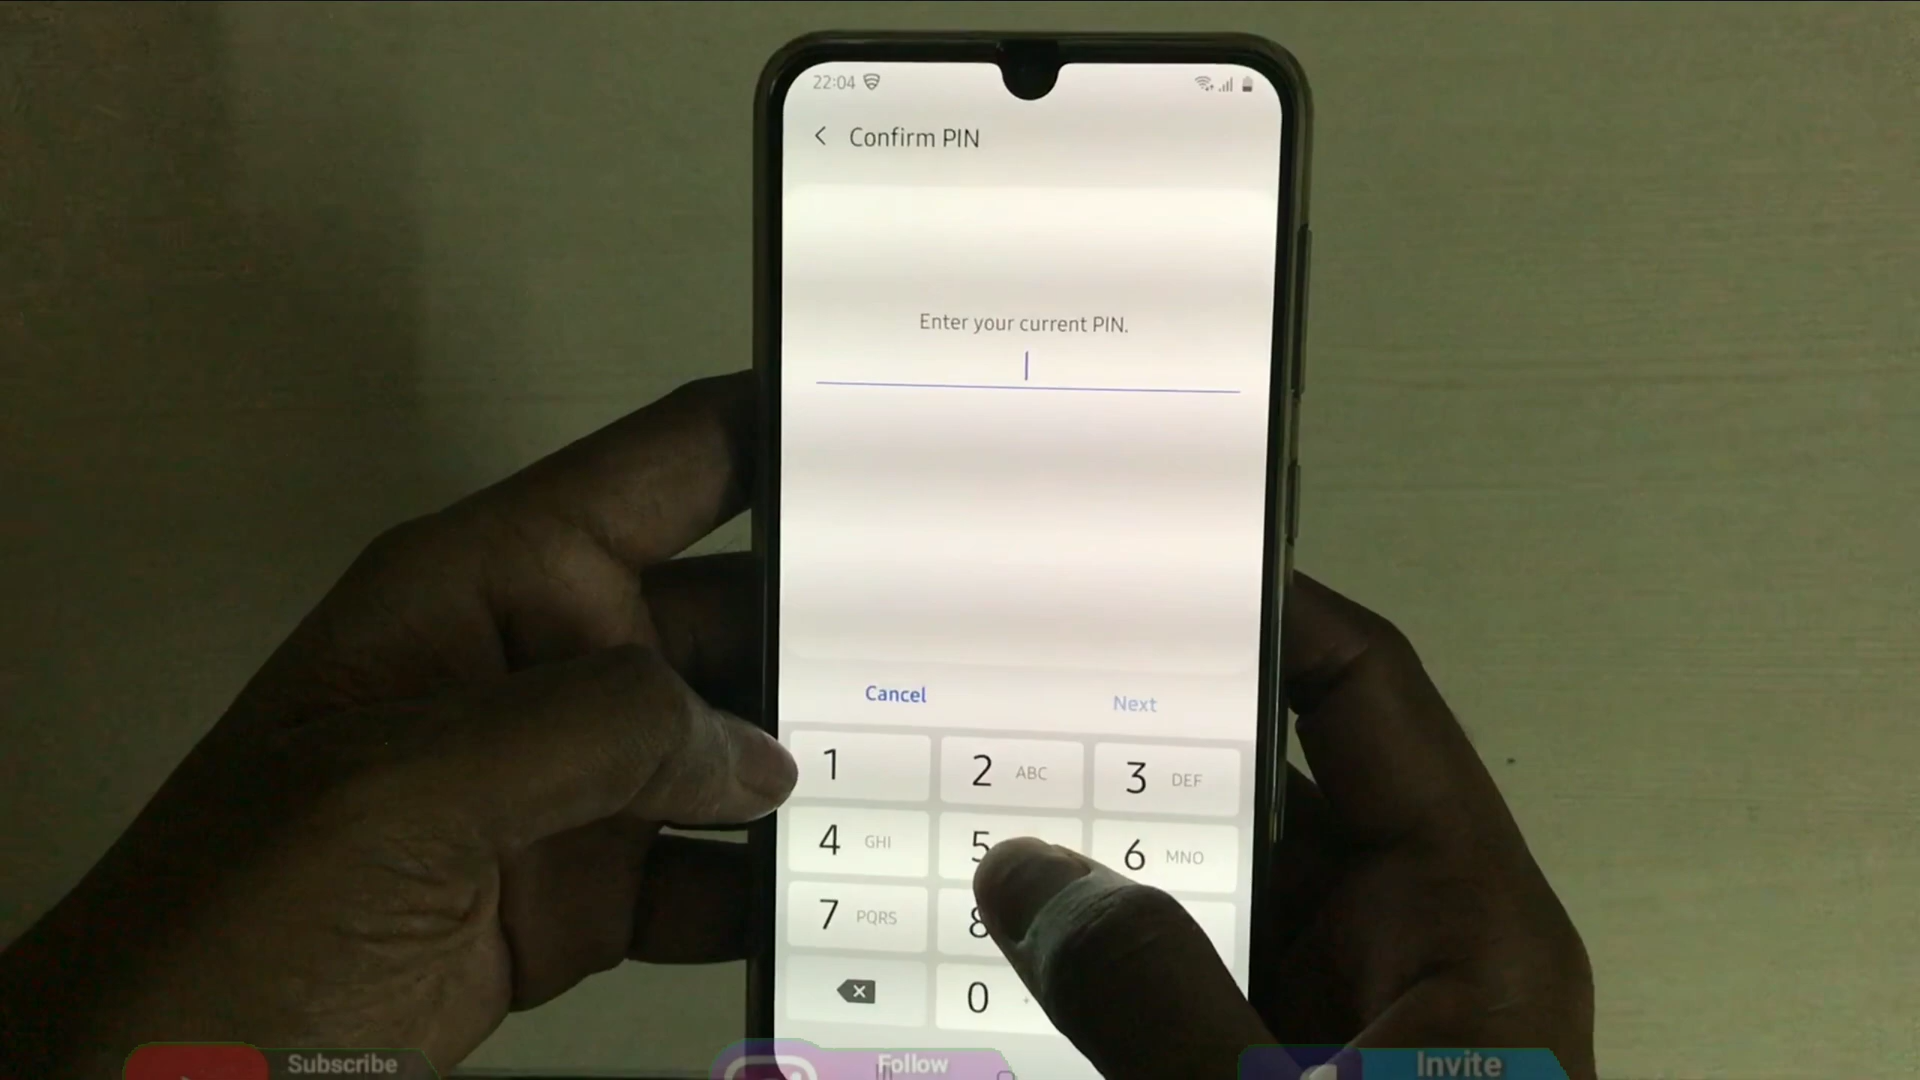 22:04
Confirm PIN
Enter your current PIN.
Cancel
Next
1
2 ABC
3 DEF
4 GHI
5
6 MNO
7 PQRS
8
0 +
Subscribe
Follow
Invite